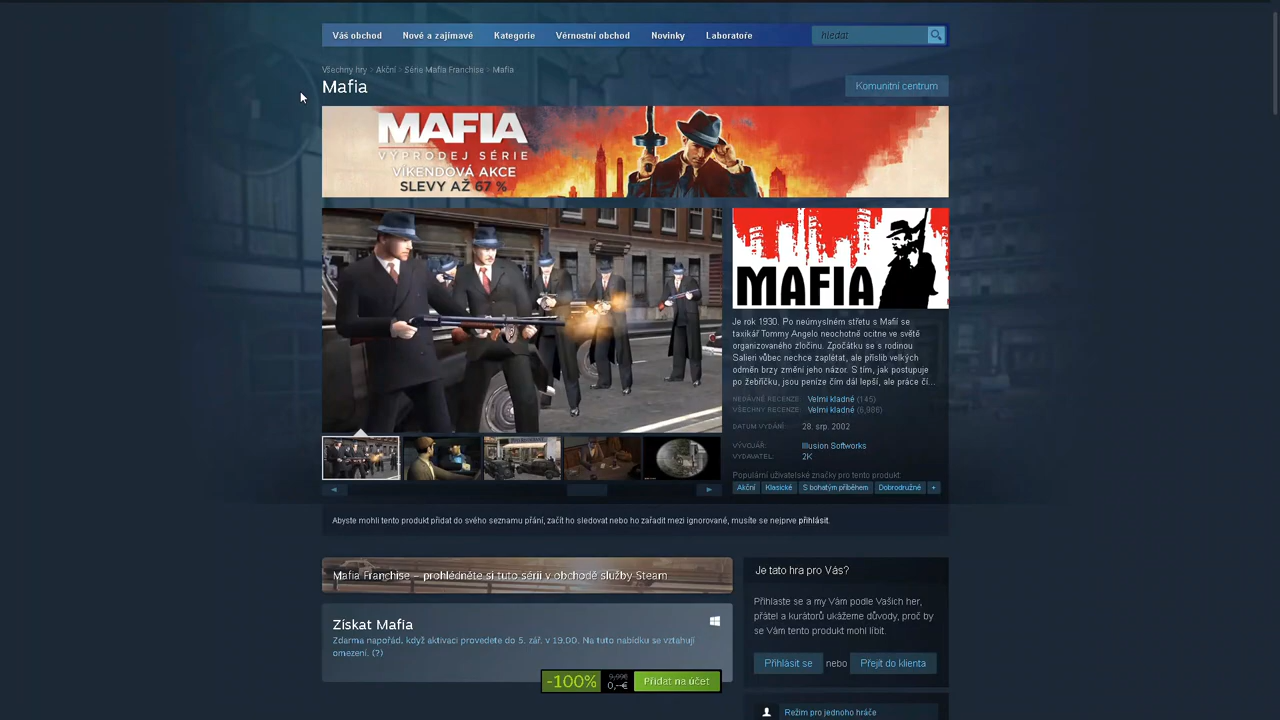 Váš obchod Nové a zajímavé Kategorie Věrnostní obchod Novinky Laboratoře hledat
Všechny hry > Akční > Série Mafia Franchise > Mafia
Mafia
Komunitní centrum
MAFIA
VÝPRODEJ SÉRIE
VÍKENDOVÁ AKCE
SLEVY AŽ 67 %
MAFIA
Je rok 1930. Po neúmyslném střetu s Mafií se
taxikář Tommy Angelo neochotně ocitne ve světě
organizovaného zločinu. Zpočátku se s rodinou
Salieri vůbec nechce zaplétat, ale příslib velkých
odměn brzy změní jeho názor. S tím, jak postupuje
po žebříčku, jsou peníze čím dál lepší, ale práce čí...
NEDÁVNÉ RECENZE: Velmi kladné (145)
VŠECHNY RECENZE: Velmi kladné (6,986)
DATUM VYDÁNÍ: 28. srp. 2002
VÝVOJÁŘ: Illusion Softworks
VYDAVATEL: 2K
Populární uživatelské značky pro tento produkt:
Akční Klasické S bohatým příběhem Dobrodružné +
Abyste mohli tento produkt přidat do svého seznamu přání, začít ho sledovat nebo ho zařadit mezi ignorované, musíte se nejprve přihlásit.
Mafia Franchise – prohlédněte si tuto sérii v obchodě služby Steam
Získat Mafia
Zdarma napořád, když aktivaci provedete do 5. zář. v 19.00. Na tuto nabídku se vztahují
omezení. (?)
-100% 9,99€ 0,--€ Přidat na účet
Je tato hra pro Vás?
Přihlaste se a my Vám podle Vašich her,
přátel a kurátorů ukážeme důvody, proč by
se Vám tento produkt mohl líbit.
Přihlásit se nebo Přejít do klienta
Režim pro jednoho hráče